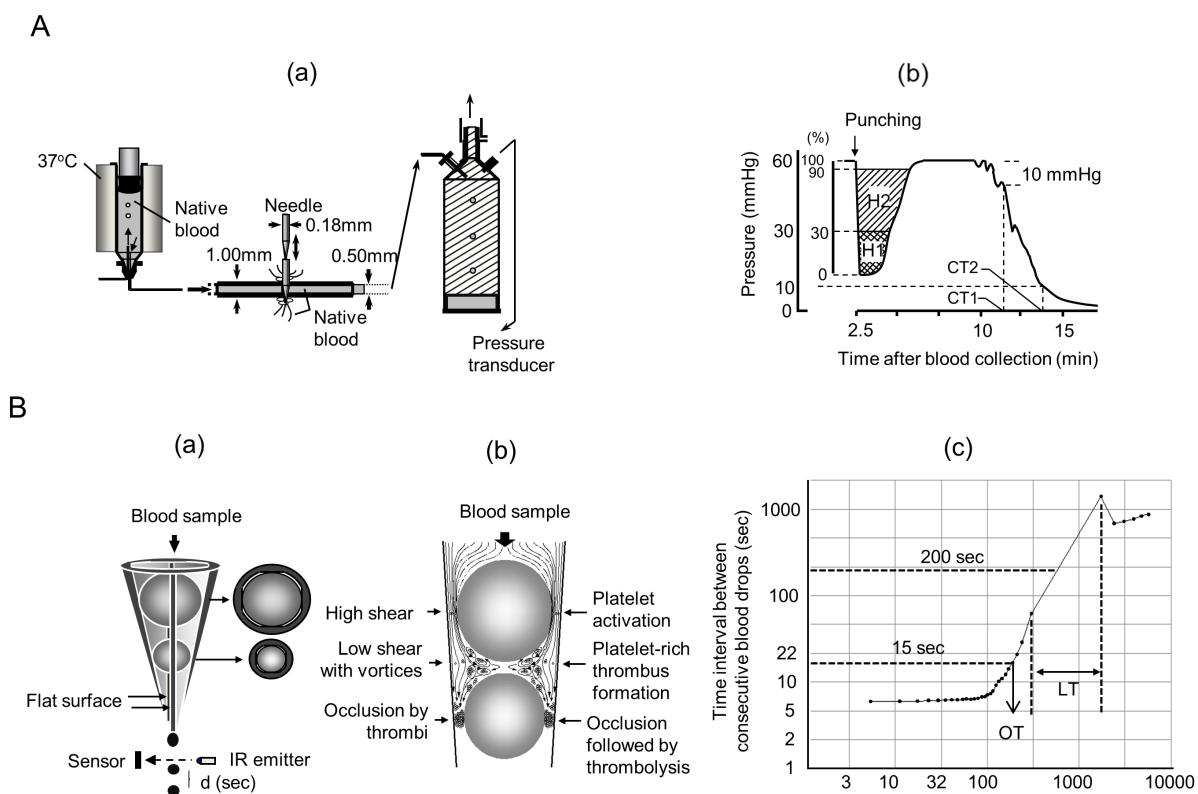 A
(a)
37°C
Native
blood
Needle
0.18mm
1.00mm
0.50mm
Native
blood
Pressure
transducer
(b)
Punching
(%)
60
100
90
10 mmHg
H2
Pressure (mmHg)
30
30
H1
CT2
0
10
CT1
0
2.5
10
15
Time after blood collection (min)
B
(a)
Blood sample
Flat surface
Sensor
IR emitter
d (sec)
(b)
Blood sample
High shear
Platelet
activation
Low shear
with vortices
Platelet-rich
thrombus
formation
Occlusion by
thrombi
Occlusion
followed by
thrombolysis
(c)
Time interval between
consecutive blood drops (sec)
1000
200 sec
100
22
15 sec
10
LT
5
OT
2
1
3
10
32
100
1000
10000